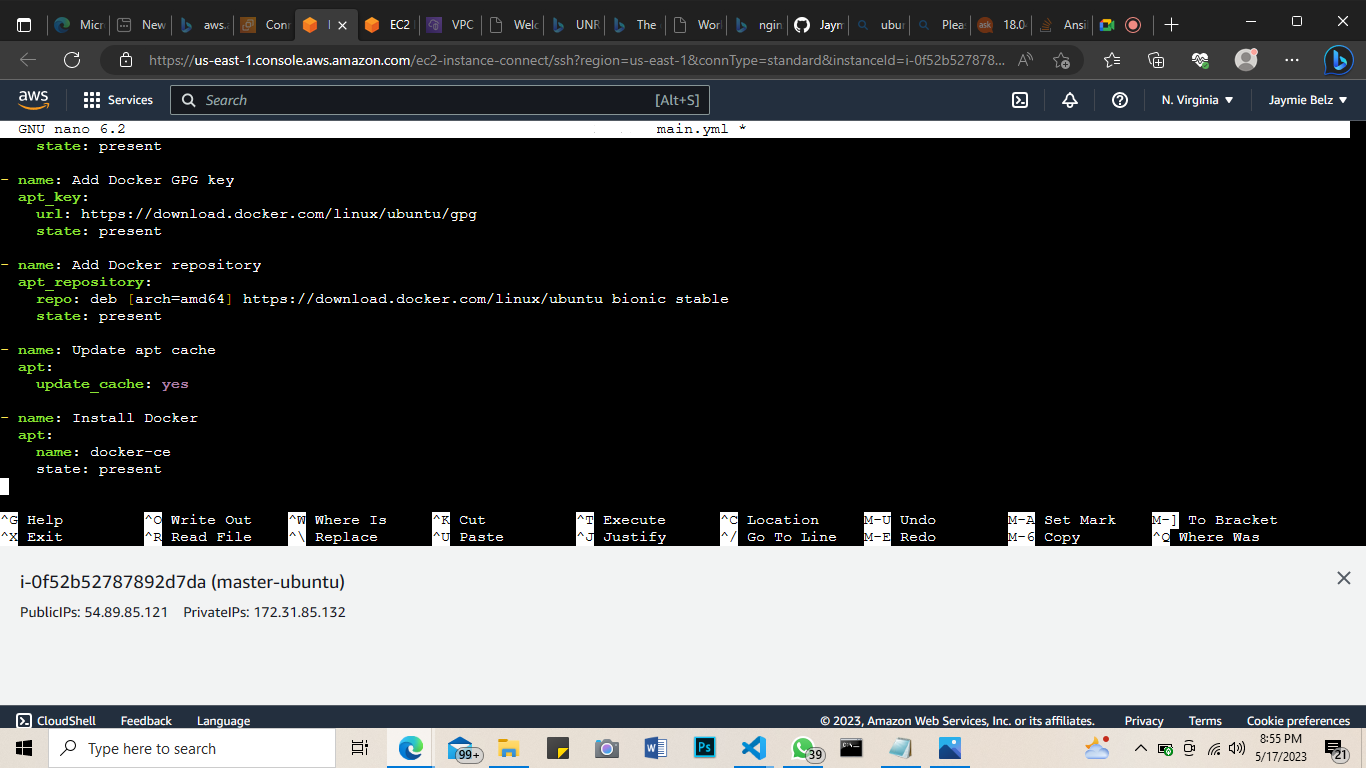 Micr
New
aws.
Conn
EC2
VPC
Welc
UNR
The
Worl
ngin
Jaym
ubur
Plea
ask
18.0
Ansi
https://us-east-1.console.aws.amazon.com/ec2-instance-connect/ssh?region=us-east-1&connType=standard&instanceId=i-0f52b527878...
aws Services Search [Alt+S] N. Virginia Jaymie Belz
GNU nano 6.2 main.yml *
    state: present

- name: Add Docker GPG key
  apt_key:
    url: https://download.docker.com/linux/ubuntu/gpg
    state: present

- name: Add Docker repository
  apt_repository:
    repo: deb [arch=amd64] https://download.docker.com/linux/ubuntu bionic stable
    state: present

- name: Update apt cache
  apt:
    update_cache: yes

- name: Install Docker
  apt:
    name: docker-ce
    state: present

^G Help ^O Write Out ^W Where Is ^K Cut ^T Execute ^C Location M-U Undo M-A Set Mark M-] To Bracket
^X Exit ^R Read File ^\ Replace ^U Paste ^J Justify ^/ Go To Line M-E Redo M-6 Copy ^Q Where Was
i-0f52b52787892d7da (master-ubuntu)
PublicIPs: 54.89.85.121 PrivateIPs: 172.31.85.132
CloudShell Feedback Language © 2023, Amazon Web Services, Inc. or its affiliates. Privacy Terms Cookie preferences
Type here to search 99+ Ps 39 8:55 PM
5/17/2023 21